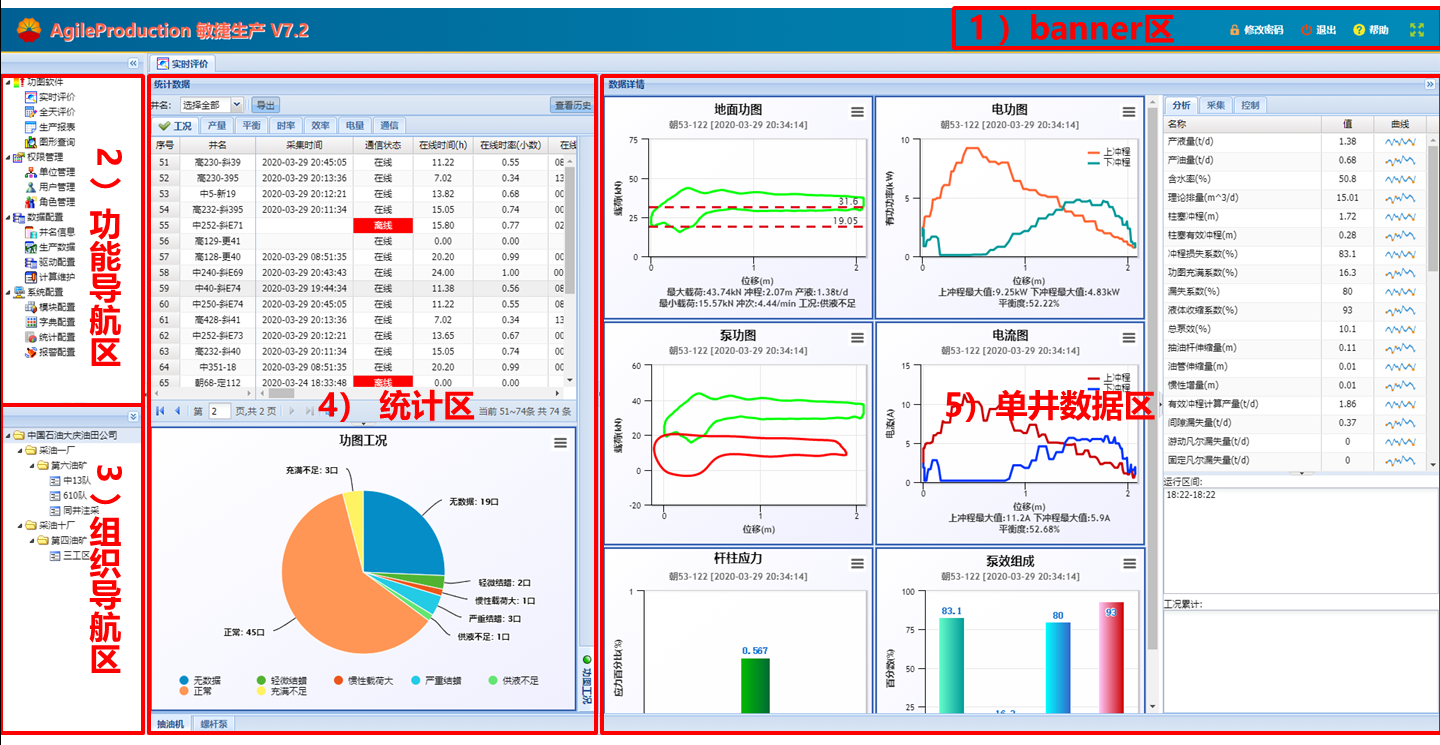 AgileProduction 敏捷生产 V7.2
1 ）banner区
修改密码 退出 帮助
实时评价
2 ）功能导航区
功图软件
实时评价
全天评价
生产报表
图形查询
权限管理
单位管理
用户管理
角色管理
数据配置
井名信息
生产数据
驱动配置
计算维护
系统配置
模块配置
字典配置
统计配置
报警配置
3 ）组织导航区
中国石油大庆油田公司
采油一厂
第六油矿
中13队
610队
同井注采
采油十厂
第四油矿
三工区
统计数据
井名: 选择全部 导出 查看历史
工况 产量 平衡 时率 效率 电量 通信
序号 井名 采集时间 通信状态 在线时间(h) 在线时率(小数) 在线
51 高230-斜39 2020-03-29 20:45:05 在线 11.22 0.55 08
52 高230-395 2020-03-29 20:13:36 在线 7.02 0.34 13
53 中5-新19 2020-03-29 20:12:21 在线 13.82 0.68 00
54 高232-斜395 2020-03-29 20:11:34 在线 15.05 0.74 00
55 中252-斜E71 离线 15.80 0.77 02
56 高129-更41 在线 0.00 0.00
57 高128-更40 2020-03-29 08:51:35 在线 20.20 0.99 00
58 中240-斜E69 2020-03-29 20:43:43 在线 24.00 1.00 00
59 中40-斜E74 2020-03-29 19:44:34 在线 11.38 0.56 08
60 中250-斜E74 2020-03-29 20:45:05 在线 11.22 0.55 08
61 高428-斜41 2020-03-29 20:13:36 在线 7.02 0.34 13
62 中252-斜E73 2020-03-29 20:12:21 在线 13.65 0.67 00
63 高232-斜40 2020-03-29 20:11:34 在线 15.05 0.74 00
64 中351-18 2020-03-29 08:51:35 在线 20.20 0.99 00
65 朝68-定112 2020-03-24 18:33:48 离线 0.00 0.00
第 2 页,共 2 页 当前 51~74条 共 74 条
4） 统计区
功图工况
充满不足: 3口
无数据: 19口
轻微结蜡: 2口
惯性载荷大: 1口
严重结蜡: 3口
供液不足: 1口
正常: 45口
无数据 轻微结蜡 惯性载荷大 严重结蜡 供液不足
正常 充满不足
功图工况
抽油机 螺杆泵
数据详情
地面功图
朝53-122 [2020-03-29 20:34:14]
载荷(kN)
75
50
25
0
31.6
19.05
0 1 2
位移(m)
最大载荷:43.74kN 冲程:2.07m 产液:1.38t/d
最小载荷:15.57kN 冲次:4.44/min 工况:供液不足
电功图
朝53-122 [2020-03-29 20:34:14]
有功功率(kW)
10
5
0
上冲程
下冲程
0 1 2
位移(m)
上冲程最大值:9.25kW 下冲程最大值:4.83kW
平衡度:52.22%
泵功图
朝53-122 [2020-03-29 20:34:14]
载荷(kN)
60
40
20
0
-20
0 1 2
位移(m)
电流图
朝53-122 [2020-03-29 20:34:14]
电流(A)
15
10
5
0
上冲程
下冲程
0 1 2
位移(m)
上冲程最大值:11.2A 下冲程最大值:5.9A
平衡度:52.68%
5） 单井数据区
杆柱应力
朝53-122 [2020-03-29 20:34:14]
应力百分比(%)
1
0.567
泵效组成
朝53-122 [2020-03-29 20:34:14]
百分数(%)
100
75
50
25
83.1
80
93
分析 采集 控制
名称 值 曲线
产液量(t/d) 1.38
产油量(t/d) 0.68
含水率(%) 50.8
理论排量(m^3/d) 15.01
柱塞冲程(m) 1.72
柱塞有效冲程(m) 0.28
冲程损失系数(%) 83.1
功图充满系数(%) 16.3
漏失系数(%) 80
液体收缩系数(%) 93
总泵效(%) 10.1
抽油杆伸缩量(m) 0.11
油管伸缩量(m) 0.01
惯性增量(m) 0.01
有效冲程计算产量(t/d) 1.86
间隙漏失量(t/d) 0.37
游动凡尔漏失量(t/d) 0
固定凡尔漏失量(t/d) 0
运行区间:
18:22-18:22
工况累计: